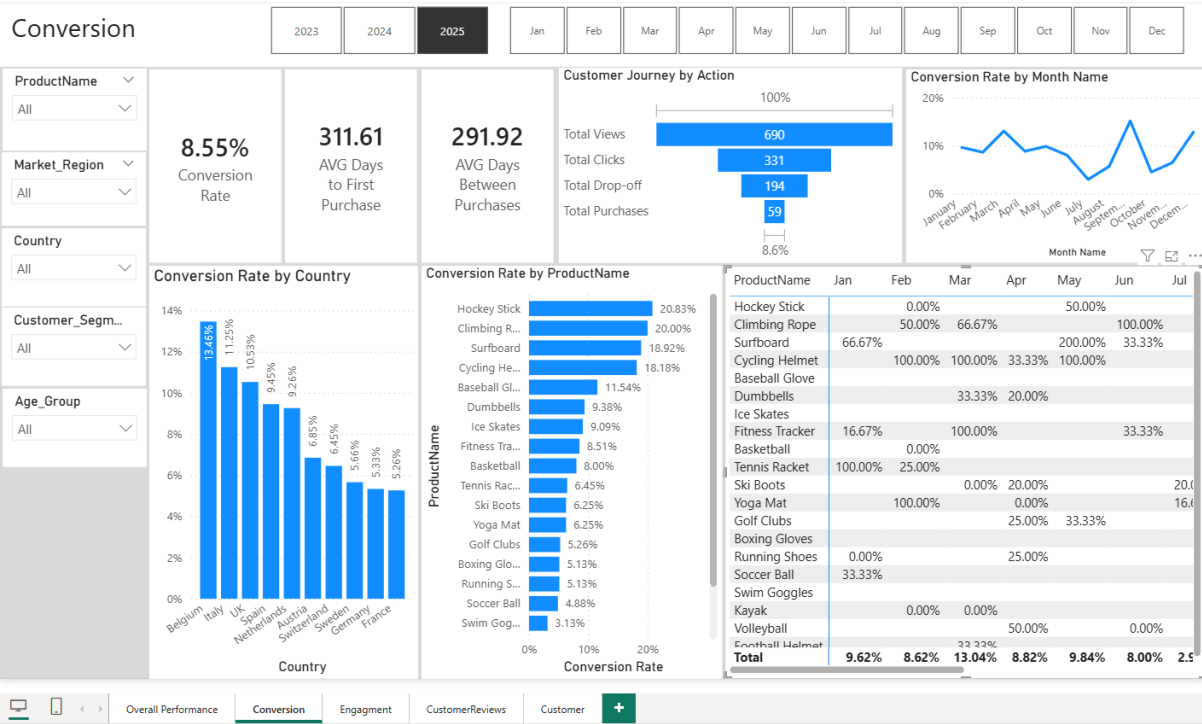 Conversion
2023 2024 2025 Jan Feb Mar Apr May Jun Jul Aug Sep Oct Nov Dec
ProductName
All
Market_Region
All
Country
All
Customer_Segm...
All
Age_Group
All
8.55%
Conversion
Rate
311.61
AVG Days
to First
Purchase
291.92
AVG Days
Between
Purchases
Customer Journey by Action
100%
Total Views 690
Total Clicks 331
Total Drop-off 194
Total Purchases 59
8.6%
Conversion Rate by Month Name
20%
10%
0%
January February March April May June July August Septem... October Novem... Decem...
Month Name
Conversion Rate by Country
14%
12%
10%
8%
6%
4%
2%
0%
13.46% 11.25% 10.53% 9.45% 9.26% 6.85% 6.45% 5.66% 5.33% 5.26%
Belgium Italy UK Spain Netherlands Austria Switzerland Sweden Germany France
Country
Conversion Rate by ProductName
ProductName
Hockey Stick 20.83%
Climbing R... 20.00%
Surfboard 18.92%
Cycling He... 18.18%
Baseball Gl... 11.54%
Dumbbells 9.38%
Ice Skates 9.09%
Fitness Tra... 8.51%
Basketball 8.00%
Tennis Rac... 6.45%
Ski Boots 6.25%
Yoga Mat 6.25%
Golf Clubs 5.26%
Boxing Glo... 5.13%
Running S... 5.13%
Soccer Ball 4.88%
Swim Gog... 3.13%
0% 10% 20%
Conversion Rate
ProductName Jan Feb Mar Apr May Jun Jul
Hockey Stick 0.00% 50.00%
Climbing Rope 50.00% 66.67% 100.00%
Surfboard 66.67% 200.00% 33.33%
Cycling Helmet 100.00% 100.00% 33.33% 100.00%
Baseball Glove
Dumbbells 33.33% 20.00%
Ice Skates
Fitness Tracker 16.67% 100.00% 33.33%
Basketball 0.00%
Tennis Racket 100.00% 25.00%
Ski Boots 0.00% 20.00% 20.0
Yoga Mat 100.00% 0.00% 16.6
Golf Clubs 25.00% 33.33%
Boxing Gloves
Running Shoes 0.00% 25.00%
Soccer Ball 33.33%
Swim Goggles
Kayak 0.00% 0.00%
Volleyball 50.00% 0.00%
Football Helmet 33.33%
Total 9.62% 8.62% 13.04% 8.82% 9.84% 8.00% 2.9
Overall Performance Conversion Engagment CustomerReviews Customer +